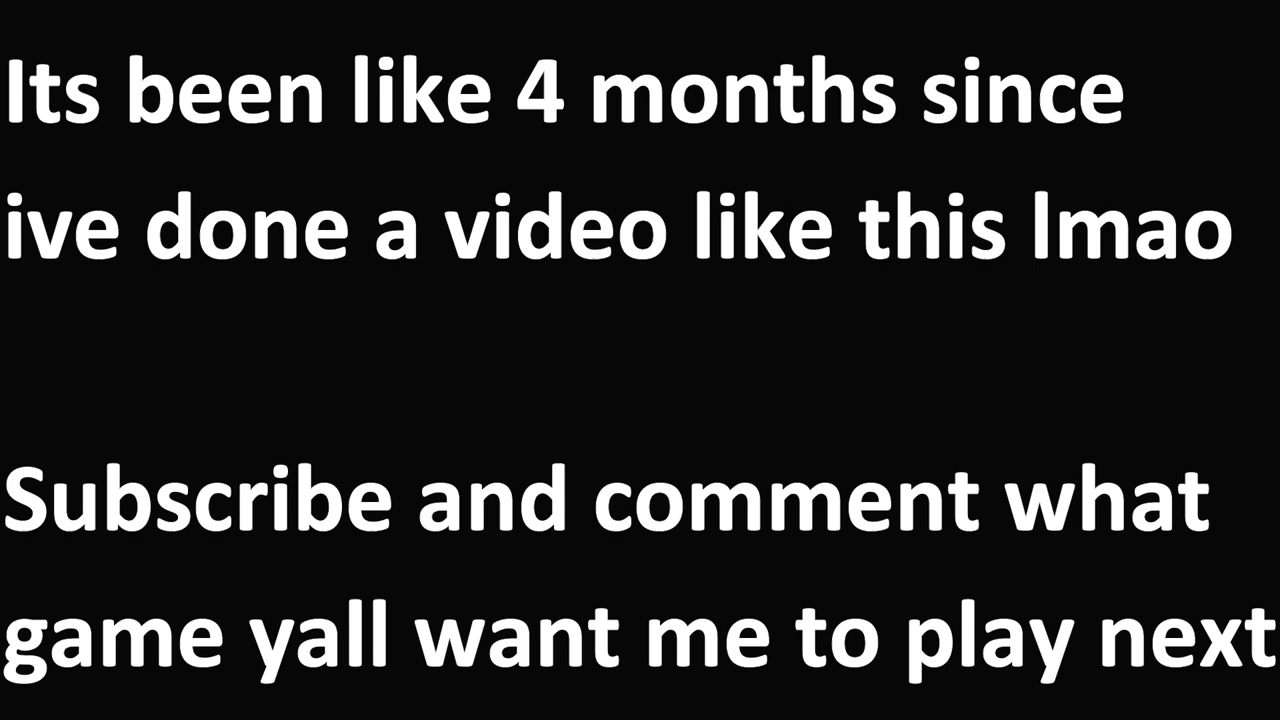 Its been like 4 months since
ive done a video like this lmao
Subscribe and comment what
game yall want me to play next